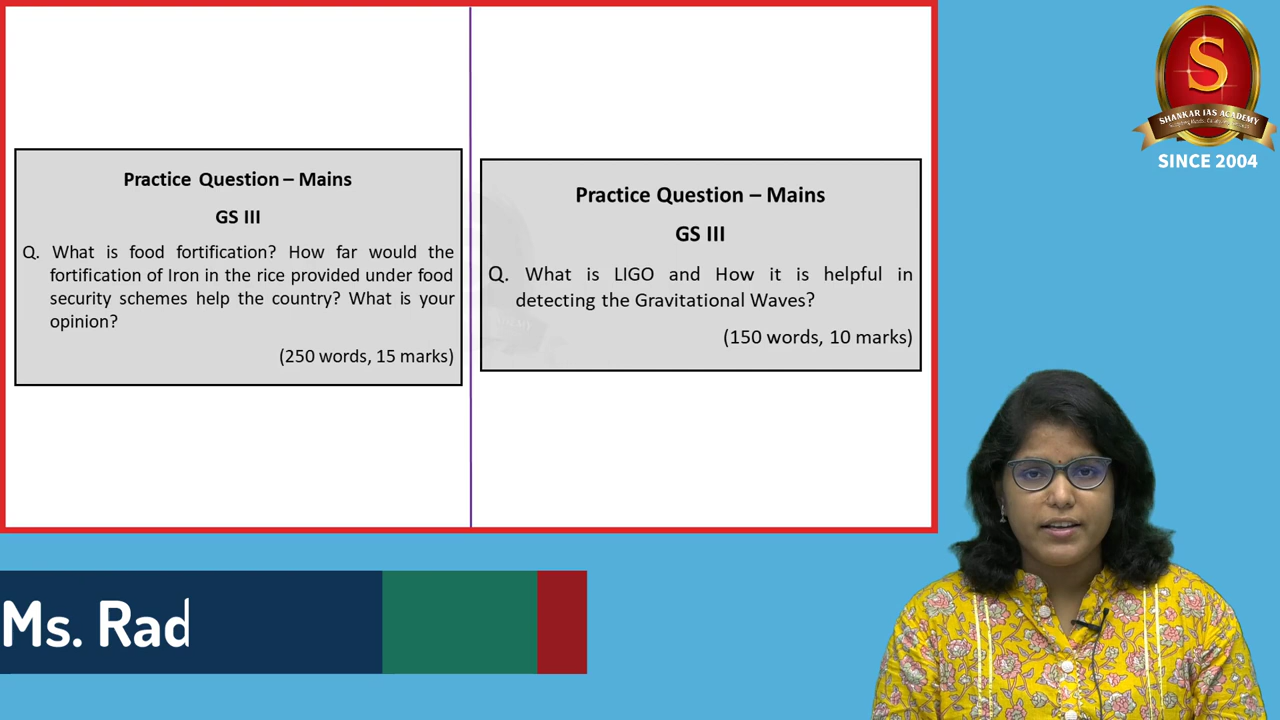 Practice Question – Mains
GS III
Q. What is food fortification? How far would the
fortification of Iron in the rice provided under food
security schemes help the country? What is your
opinion?
(250 words, 15 marks)
Practice Question – Mains
GS III
Q. What is LIGO and How it is helpful in
detecting the Gravitational Waves?
(150 words, 10 marks)
S
SHANKAR IAS ACADEMY
SINCE 2004
Ms. Rad